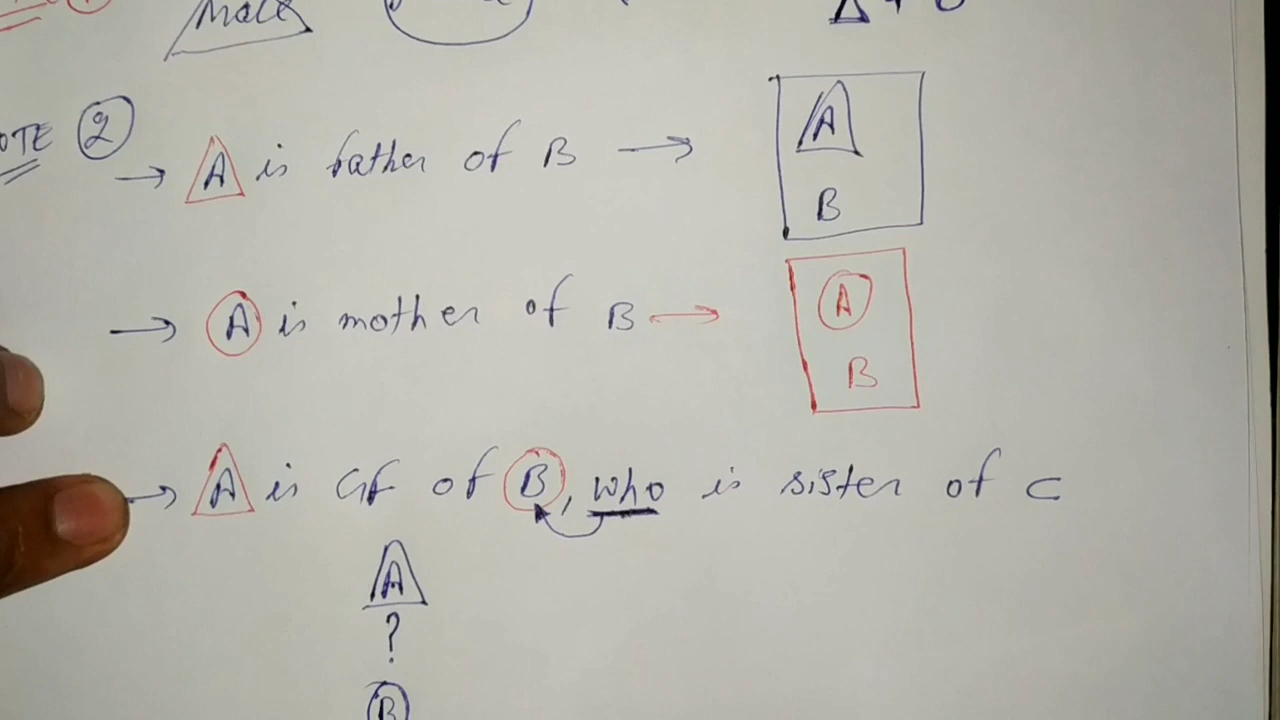 Male Δ + O
OTE 2
→ A is father of B → A
B
→ A is mother of B → A
B
→ A is GF of B, who is sister of C
A
?
B